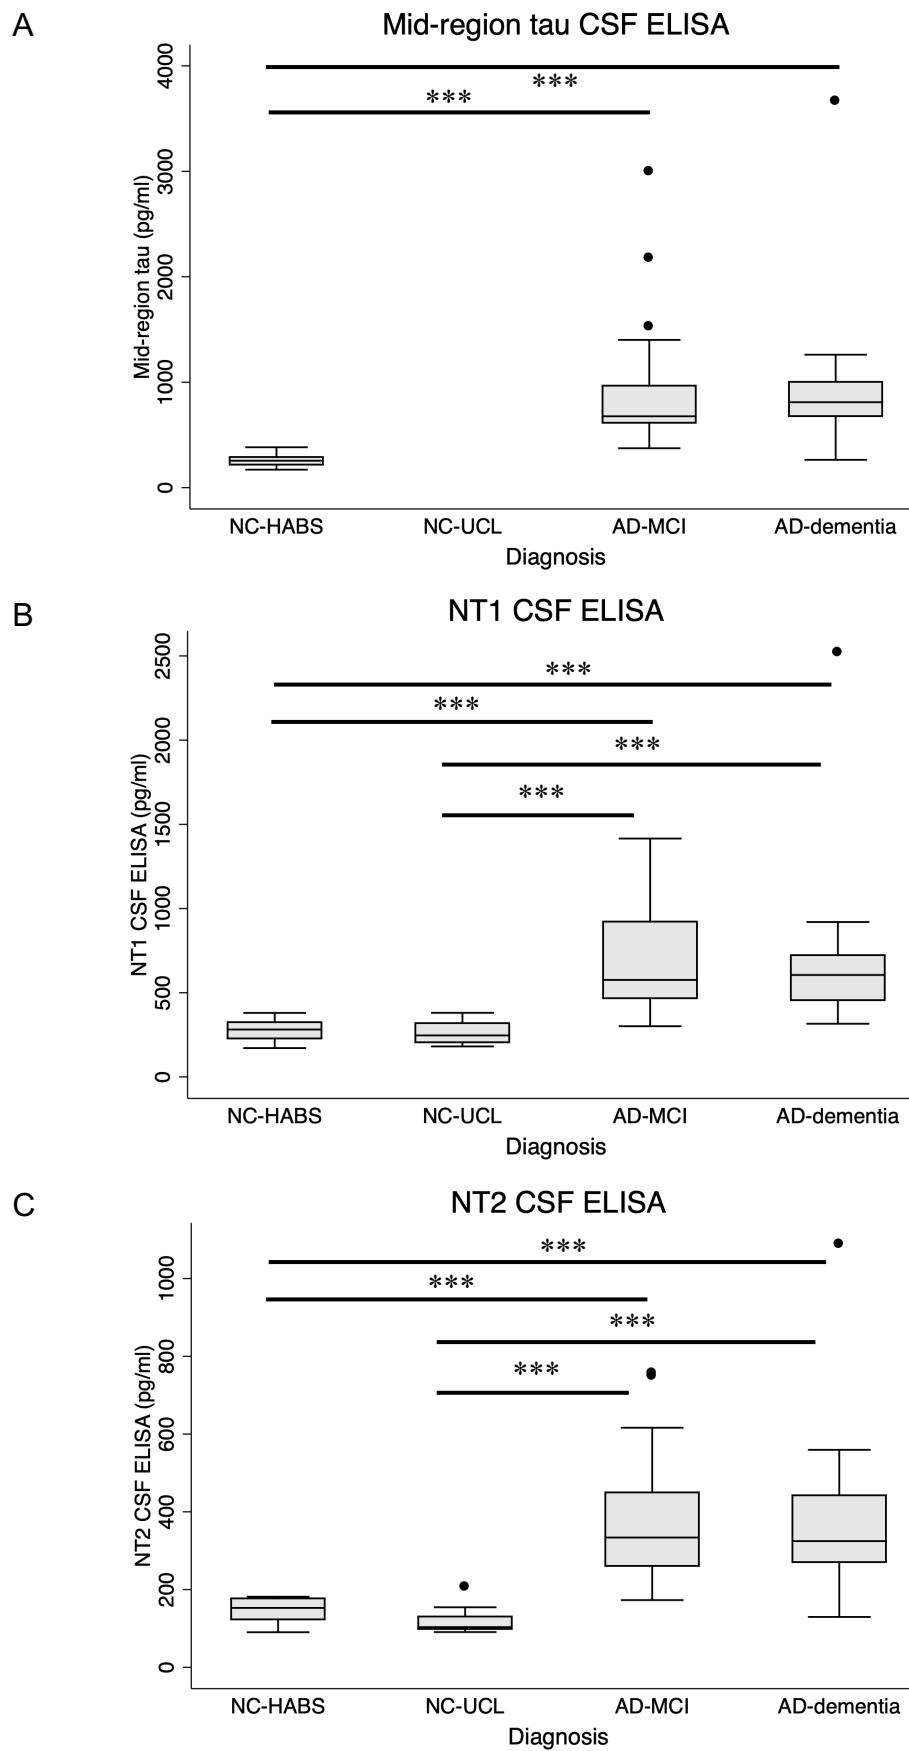 A
Mid-region tau CSF ELISA
Mid-region tau (pg/ml)
4000
3000
2000
1000
0
***
***
NC-HABS NC-UCL AD-MCI AD-dementia
Diagnosis
B
NT1 CSF ELISA
NT1 CSF ELISA (pg/ml)
2500
2000
1500
1000
500
0
***
***
***
***
NC-HABS NC-UCL AD-MCI AD-dementia
Diagnosis
C
NT2 CSF ELISA
NT2 CSF ELISA (pg/ml)
1000
800
600
400
200
0
***
***
***
***
NC-HABS NC-UCL AD-MCI AD-dementia
Diagnosis